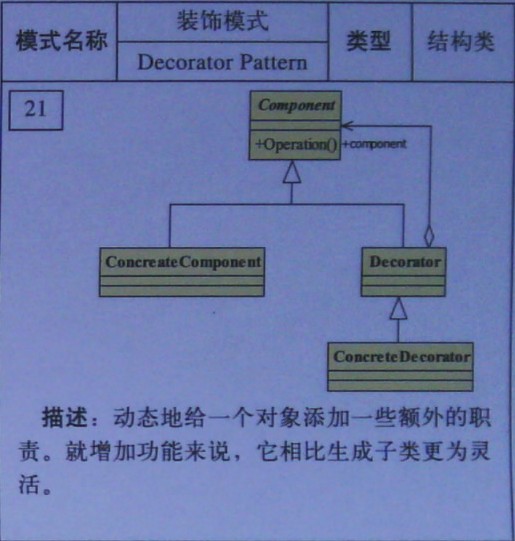 模式名称
装饰模式
Decorator Pattern
类型
结构类
21
Component
+Operation()
+component
ConcreateComponent
Decorator
ConcreteDecorator
描述：动态地给一个对象添加一些额外的职
责。就增加功能来说，它相比生成子类更为灵
活。